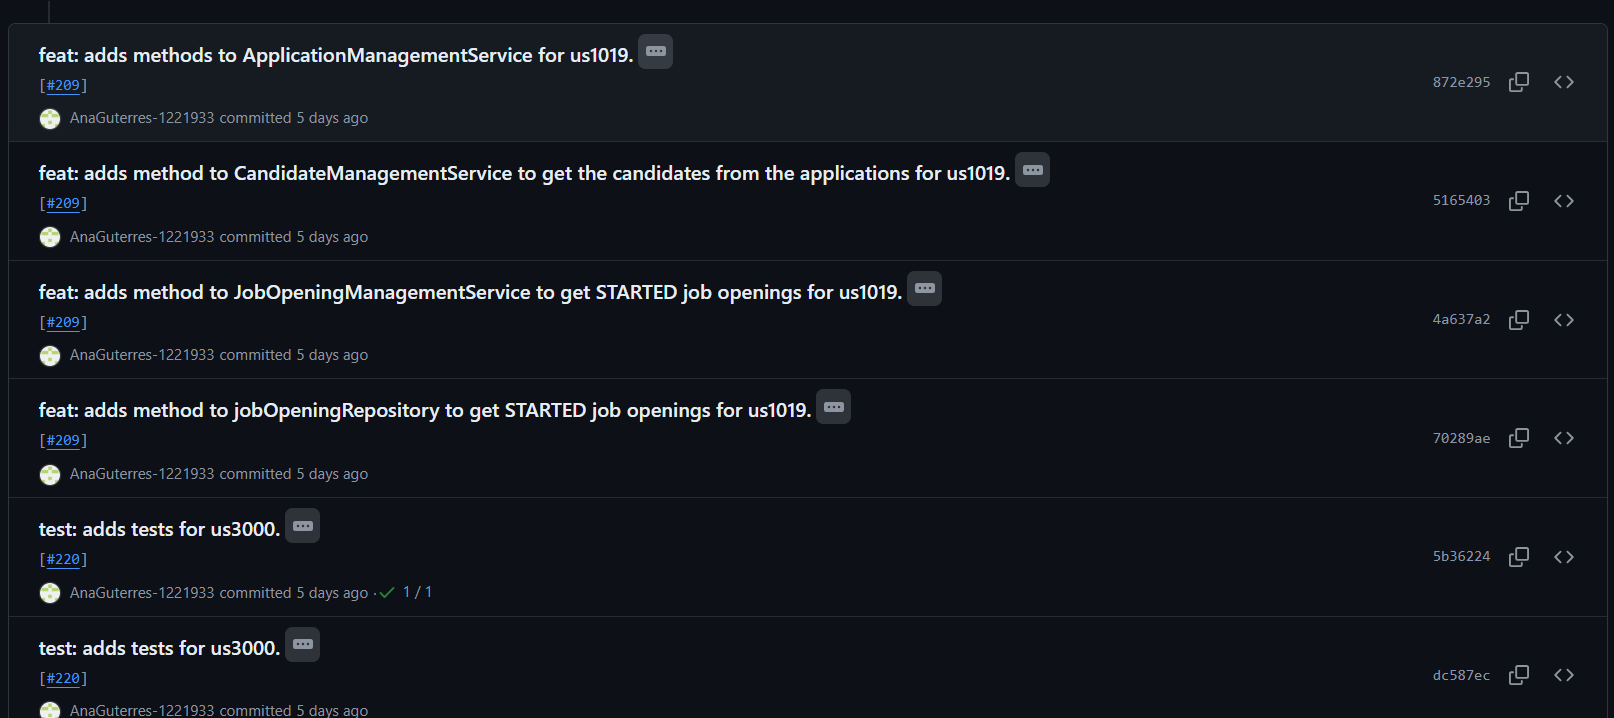 feat: adds methods to ApplicationManagementService for us1019. ...
[#209]
872e295
AnaGuterres-1221933 committed 5 days ago
feat: adds method to CandidateManagementService to get the candidates from the applications for us1019. ...
[#209]
5165403
AnaGuterres-1221933 committed 5 days ago
feat: adds method to JobOpeningManagementService to get STARTED job openings for us1019. ...
[#209]
4a637a2
AnaGuterres-1221933 committed 5 days ago
feat: adds method to jobOpeningRepository to get STARTED job openings for us1019. ...
[#209]
70289ae
AnaGuterres-1221933 committed 5 days ago
test: adds tests for us3000. ...
[#220]
5b36224
AnaGuterres-1221933 committed 5 days ago · ✓ 1 / 1
test: adds tests for us3000. ...
[#220]
dc587ec
AnaGuterres-1221933 committed 5 days ago